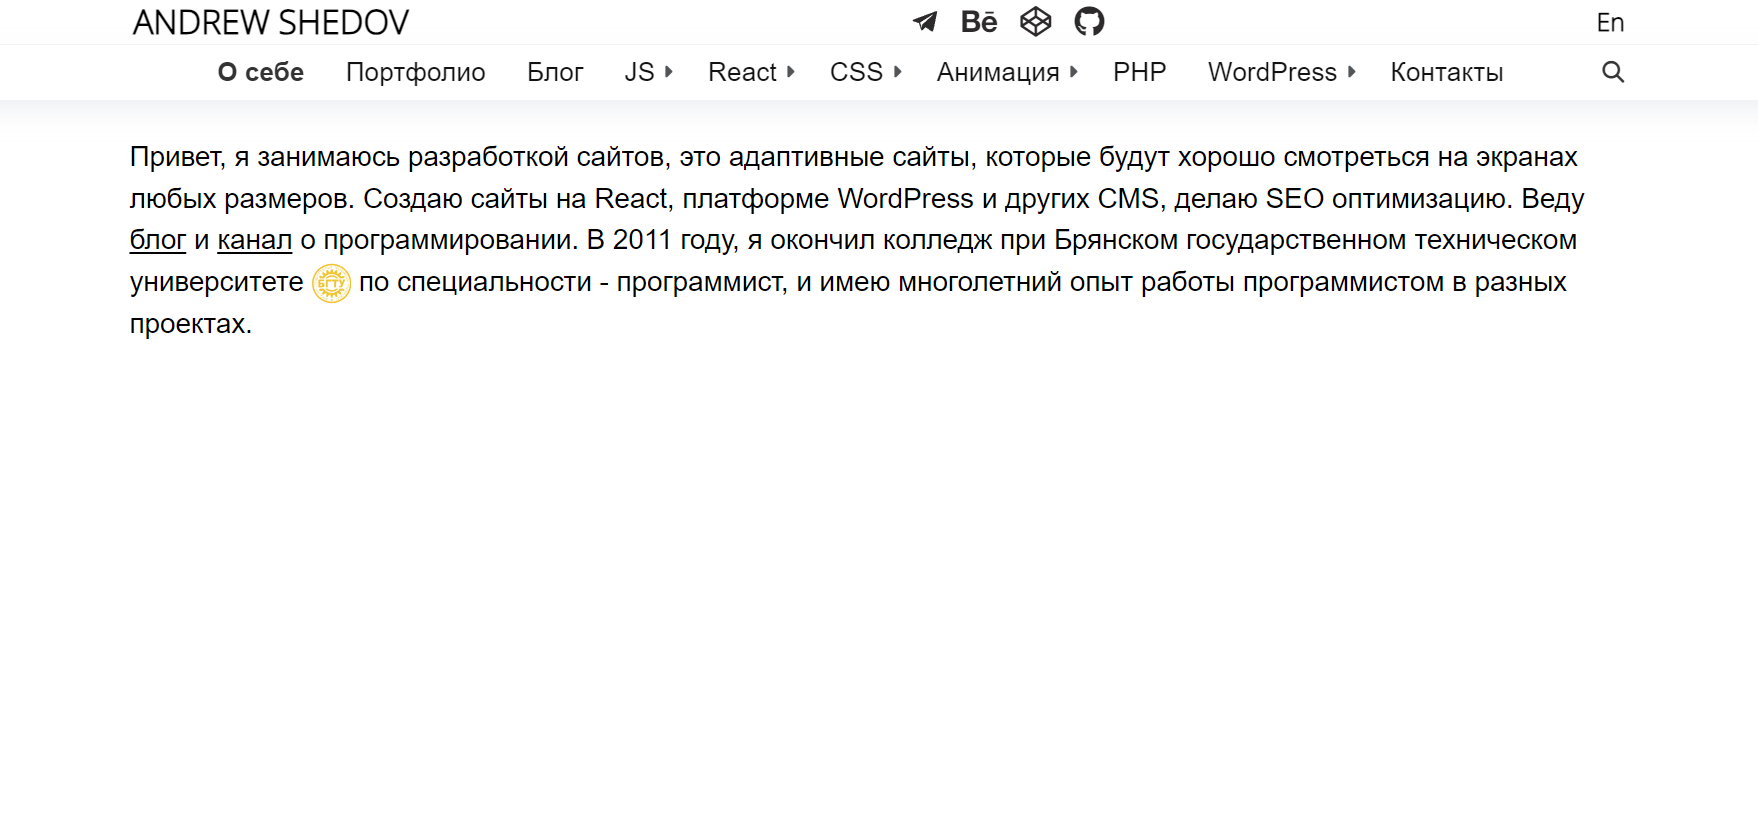 ANDREW SHEDOV
Bē
En
О себе Портфолио Блог JS React CSS Анимация PHP WordPress Контакты
Привет, я занимаюсь разработкой сайтов, это адаптивные сайты, которые будут хорошо смотреться на экранах
любых размеров. Создаю сайты на React, платформе WordPress и других CMS, делаю SEO оптимизацию. Веду
блог и канал о программировании. В 2011 году, я окончил колледж при Брянском государственном техническом
университете БГТУ по специальности - программист, и имею многолетний опыт работы программистом в разных
проектах.